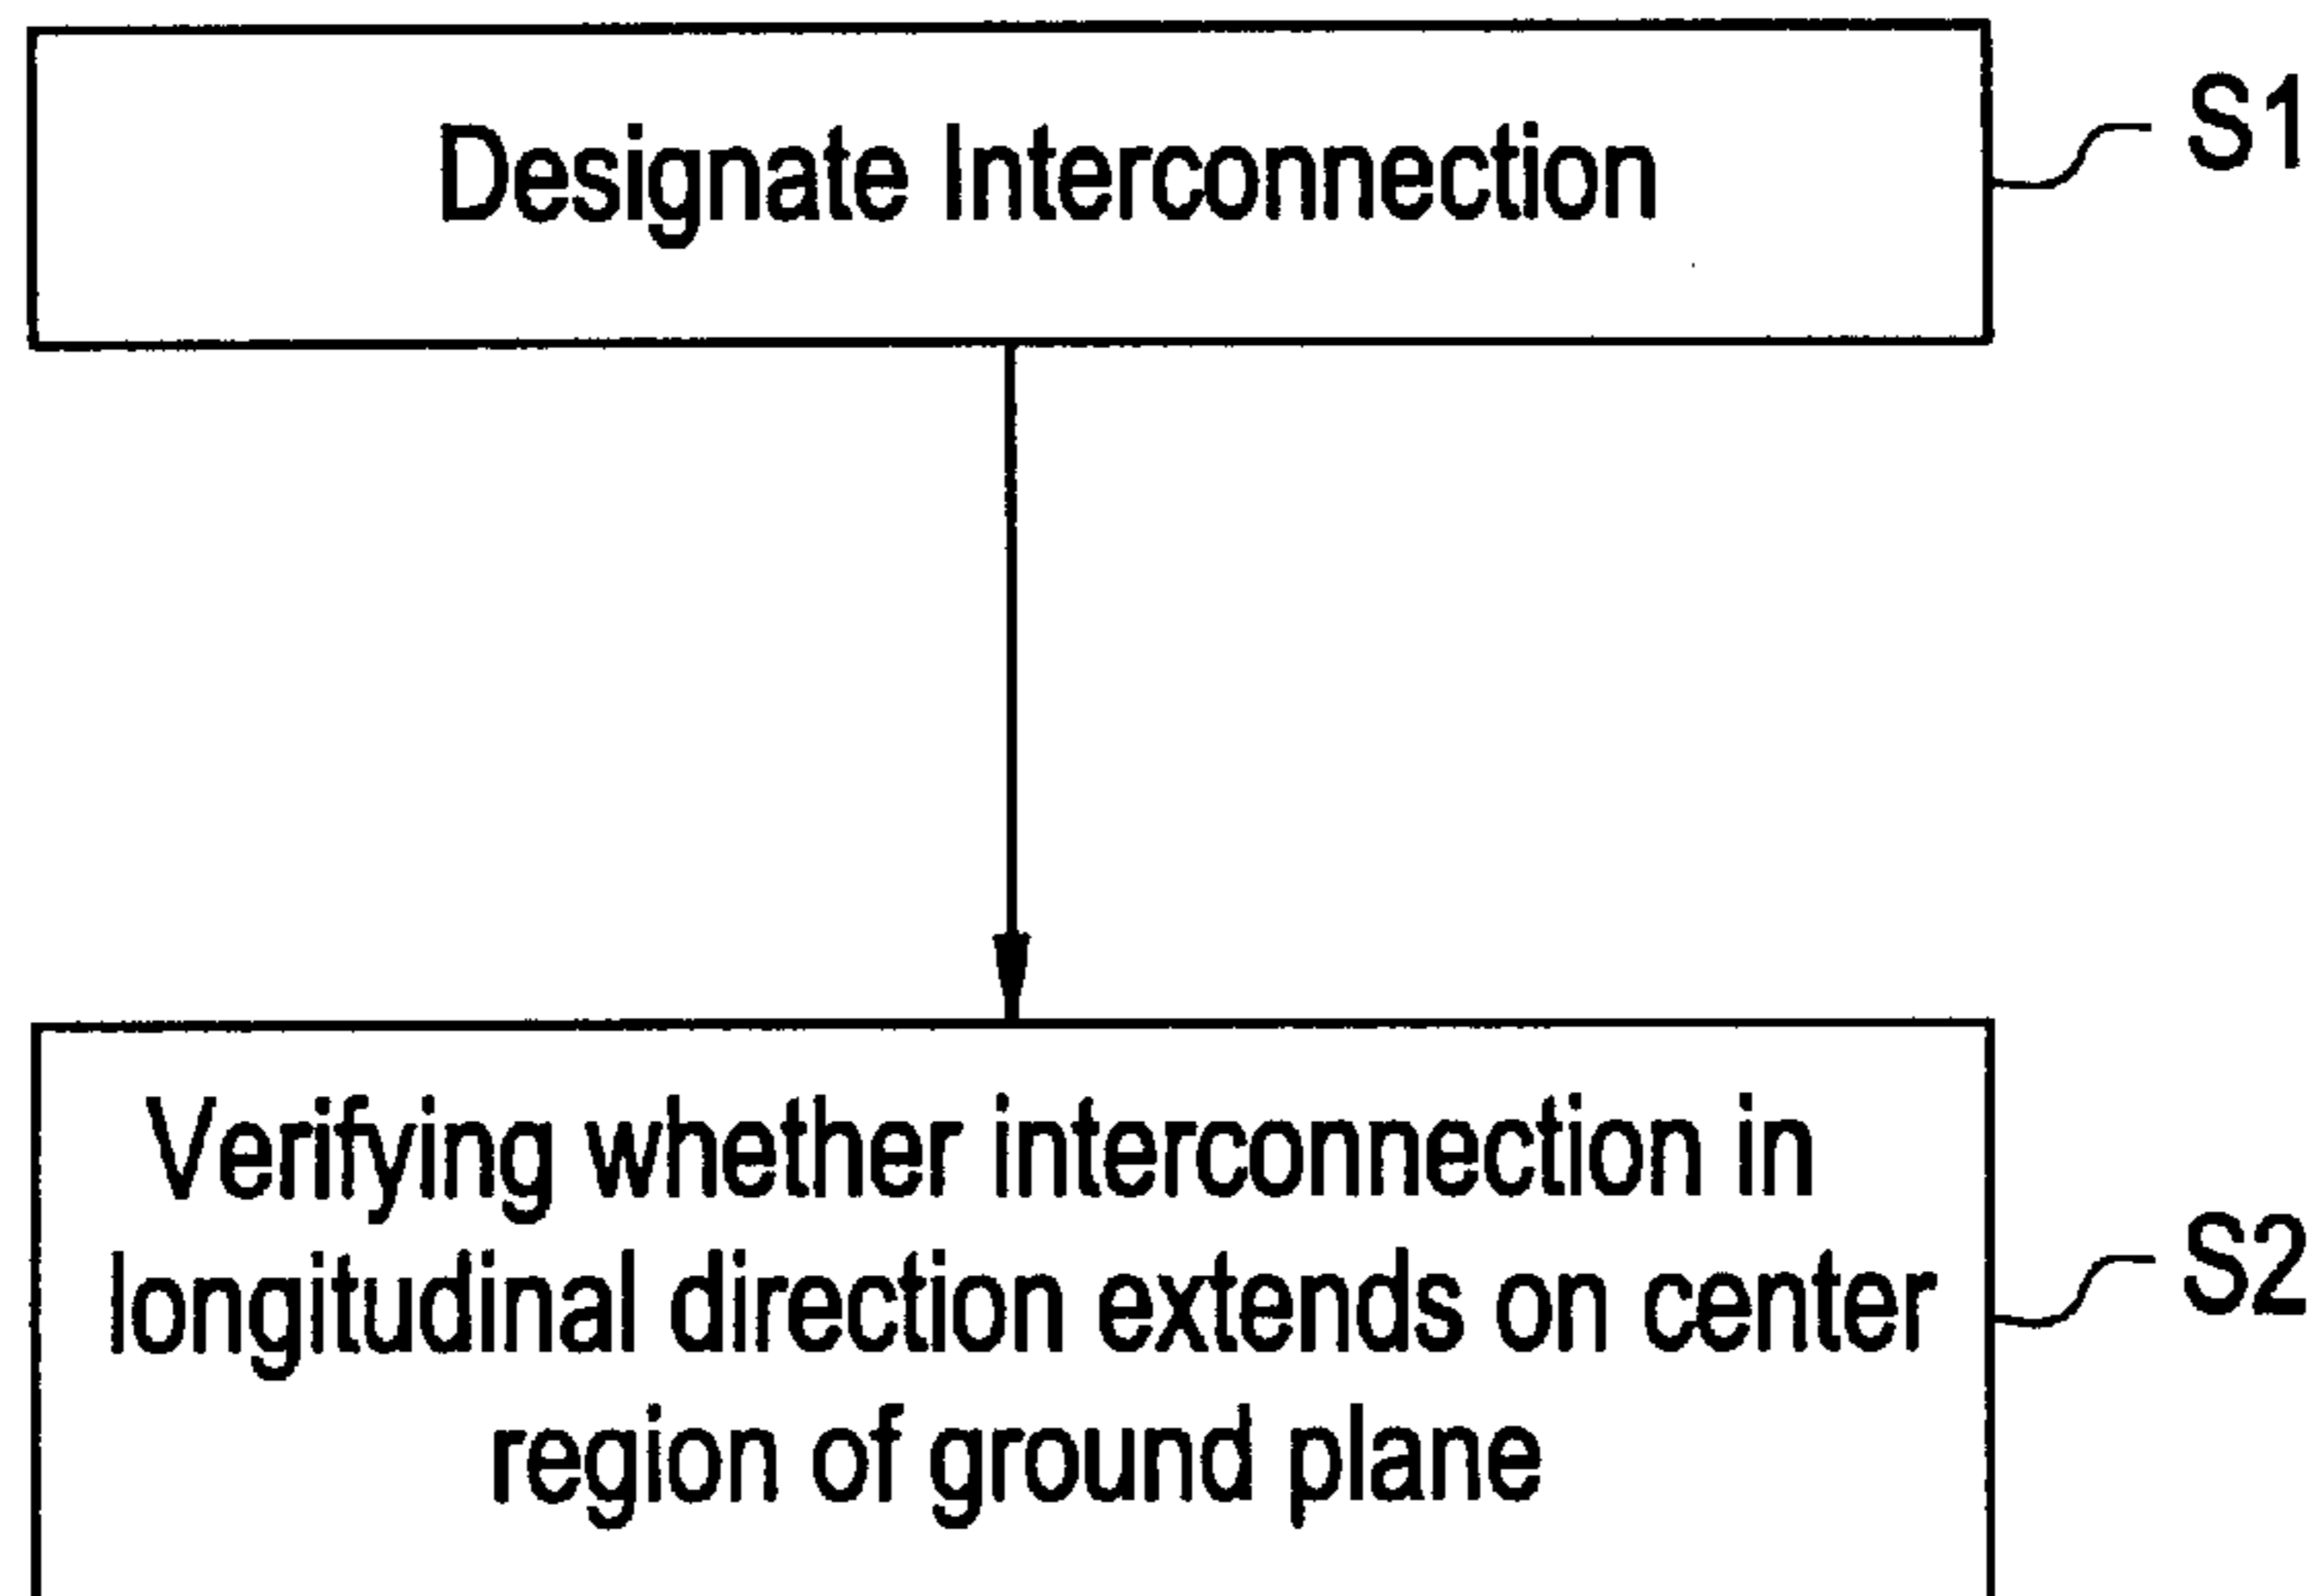 Designate Interconnection
S1
Verifying whether interconnection in
longitudinal direction extends on center
region of ground plane
S2